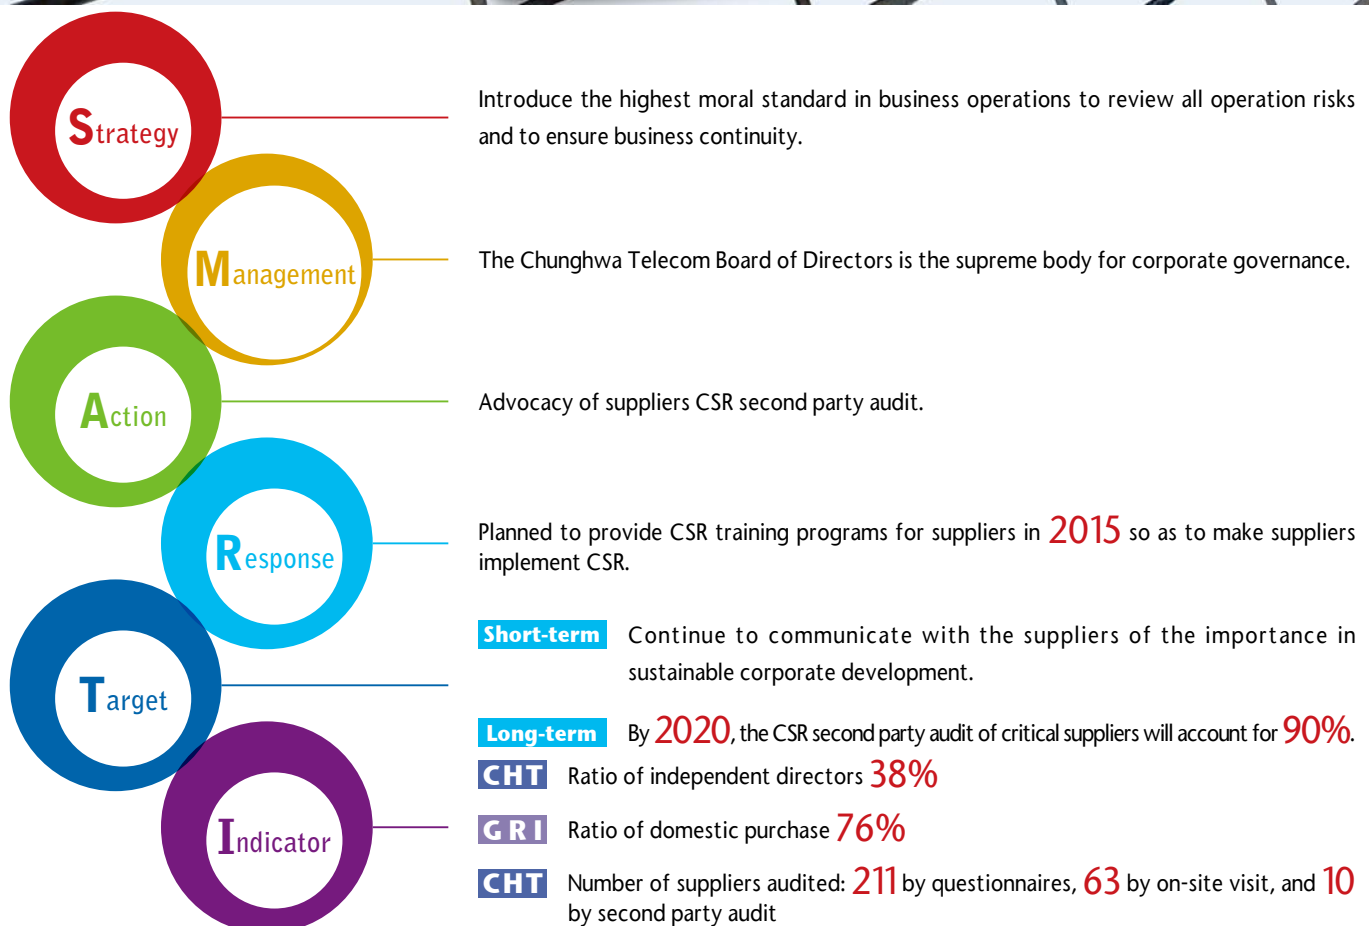 Strategy
Introduce the highest moral standard in business operations to review all operation risks
and to ensure business continuity.
Management
The Chunghwa Telecom Board of Directors is the supreme body for corporate governance.
Action
Advocacy of suppliers CSR second party audit.
Response
Planned to provide CSR training programs for suppliers in 2015 so as to make suppliers
implement CSR.
Target
Short-term Continue to communicate with the suppliers of the importance in
sustainable corporate development.
Long-term By 2020, the CSR second party audit of critical suppliers will account for 90%.
Indicator
CHT Ratio of independent directors 38%
GRI Ratio of domestic purchase 76%
CHT Number of suppliers audited: 211 by questionnaires, 63 by on-site visit, and 10
by second party audit